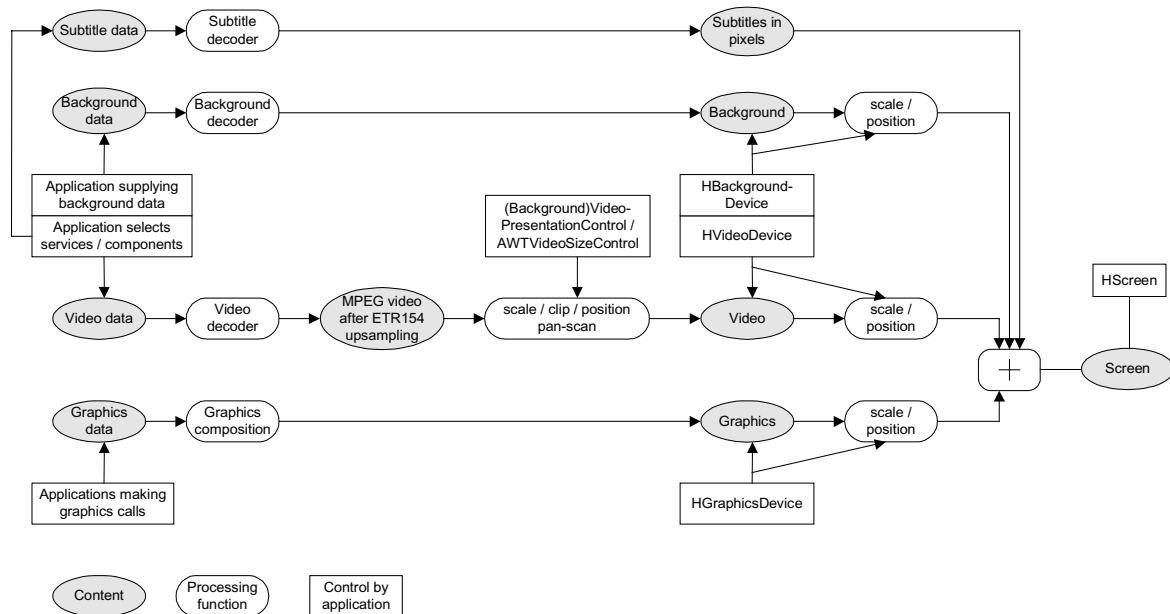 Subtitle data
Subtitle
decoder
Subtitles in
pixels
Background
data
Background
decoder
Background
scale /
position
Application supplying
background data
Application selects
services / components
(Background)Video-
PresentationControl /
AWTVideoSizeControl
HBackground-
Device
HVideoDevice
HScreen
Video data
Video
decoder
MPEG video
after ETR154
upsampling
scale / clip / position
pan-scan
Video
scale /
position
+
Screen
Graphics
data
Graphics
composition
Graphics
scale /
position
Applications making
graphics calls
HGraphicsDevice
Content
Processing
function
Control by
application